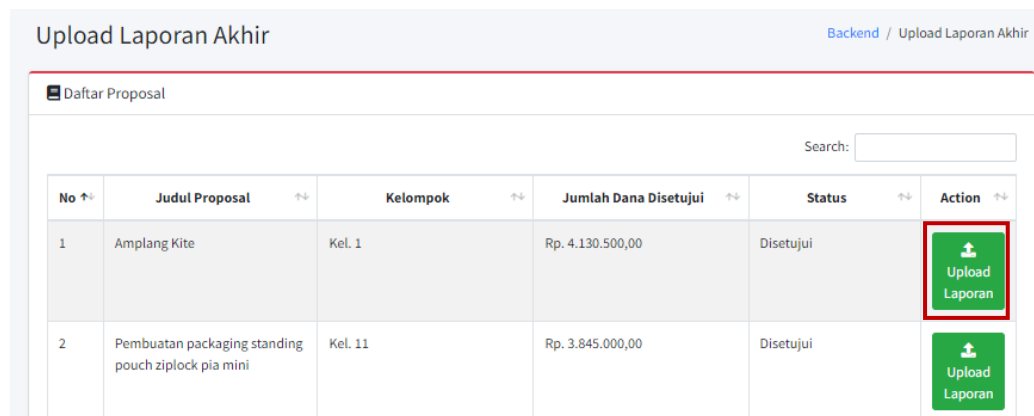 Upload Laporan Akhir
Backend / Upload Laporan Akhir
Daftar Proposal
Search:
No Judul Proposal Kelompok Jumlah Dana Disetujui Status Action
1 Amplang Kite Kel. 1 Rp. 4.130.500,00 Disetujui
Upload
Laporan
2 Pembuatan packaging standing Kel. 11 Rp. 3.845.000,00 Disetujui
pouch ziplock pia mini
Upload
Laporan